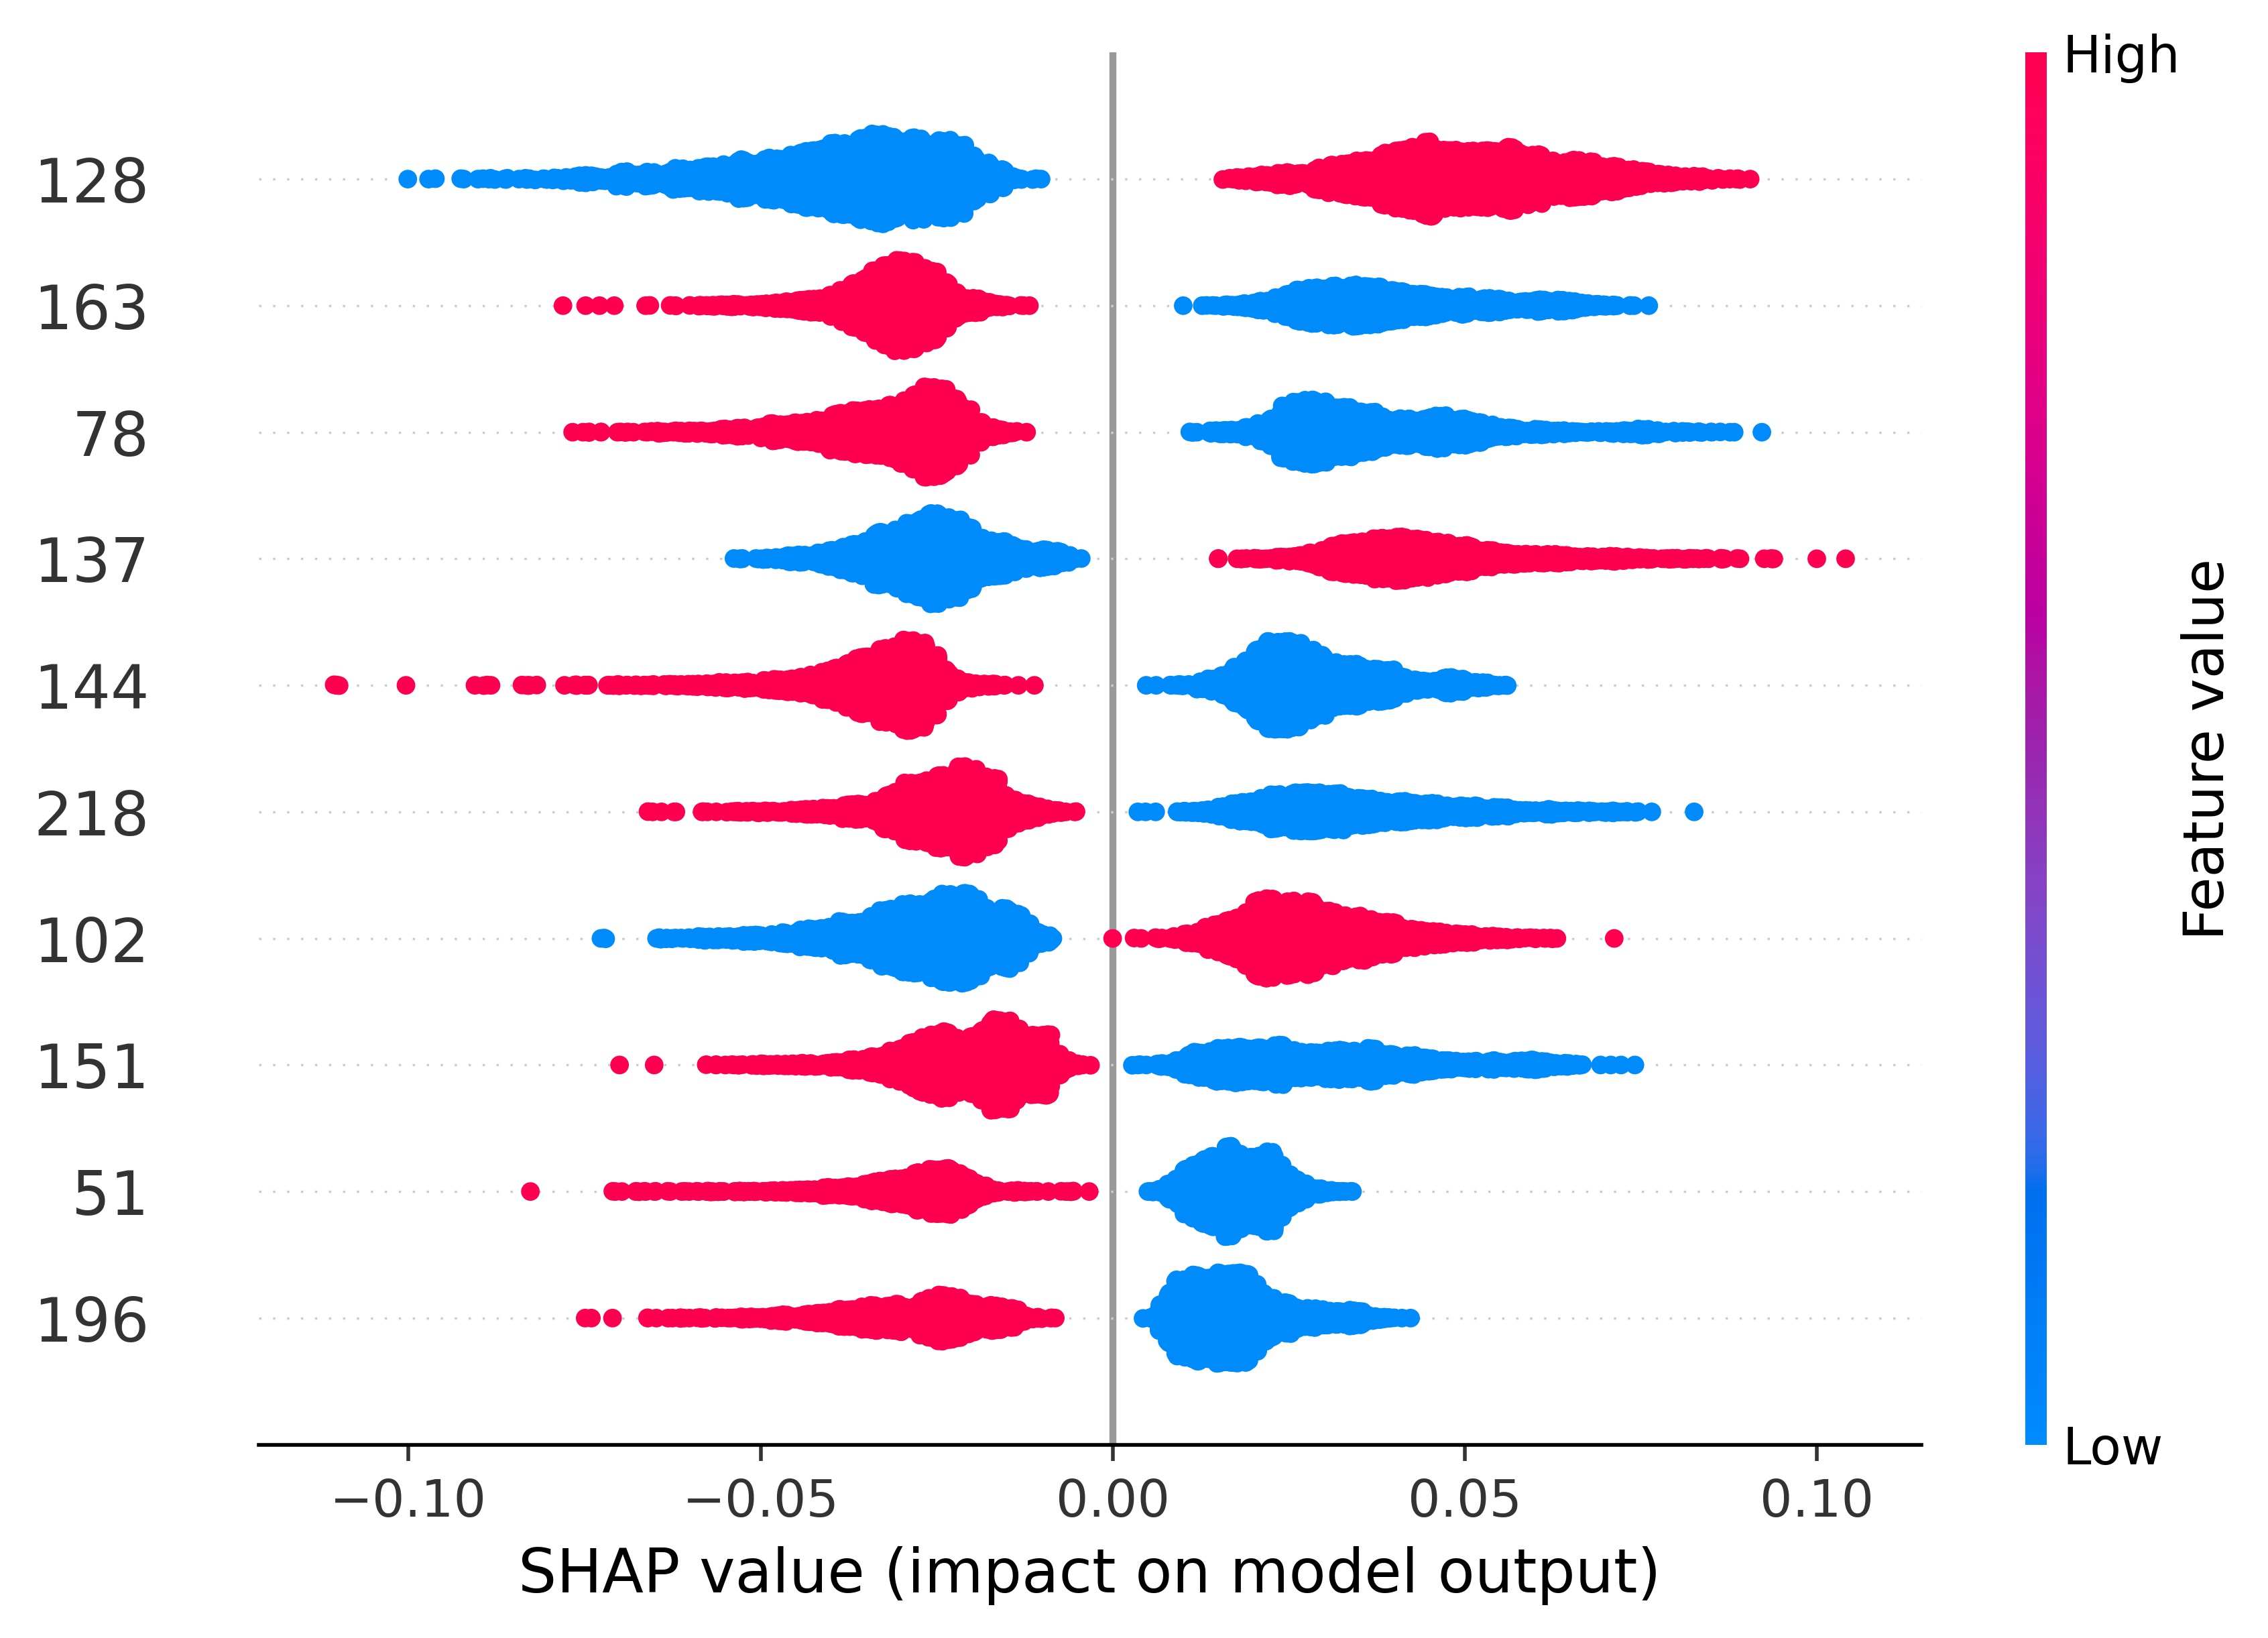 High
128
163
78
137
144
218
102
151
51
196
Feature value
Low
−0.10 −0.05 0.00 0.05 0.10
SHAP value (impact on model output)